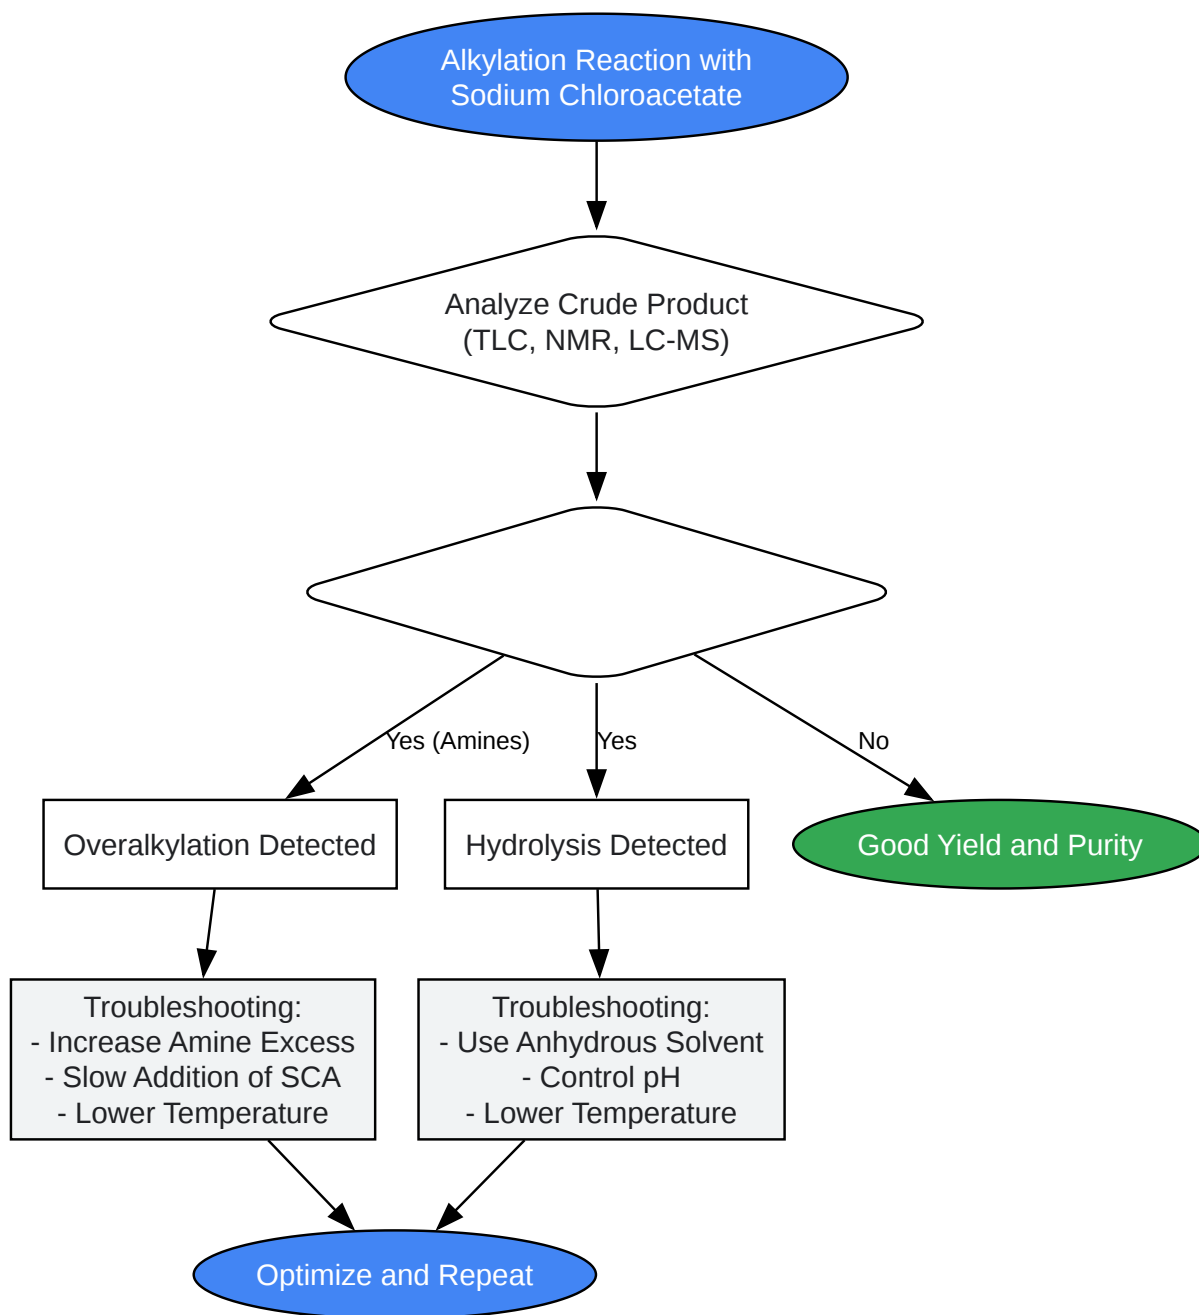 Alkylation Reaction with
Sodium Chloroacetate
Analyze Crude Product
(TLC, NMR, LC-MS)
Yes (Amines)
Yes
No
Overalkylation Detected
Hydrolysis Detected
Good Yield and Purity
Troubleshooting:
- Increase Amine Excess
- Slow Addition of SCA
- Lower Temperature
Troubleshooting:
- Use Anhydrous Solvent
- Control pH
- Lower Temperature
Optimize and Repeat